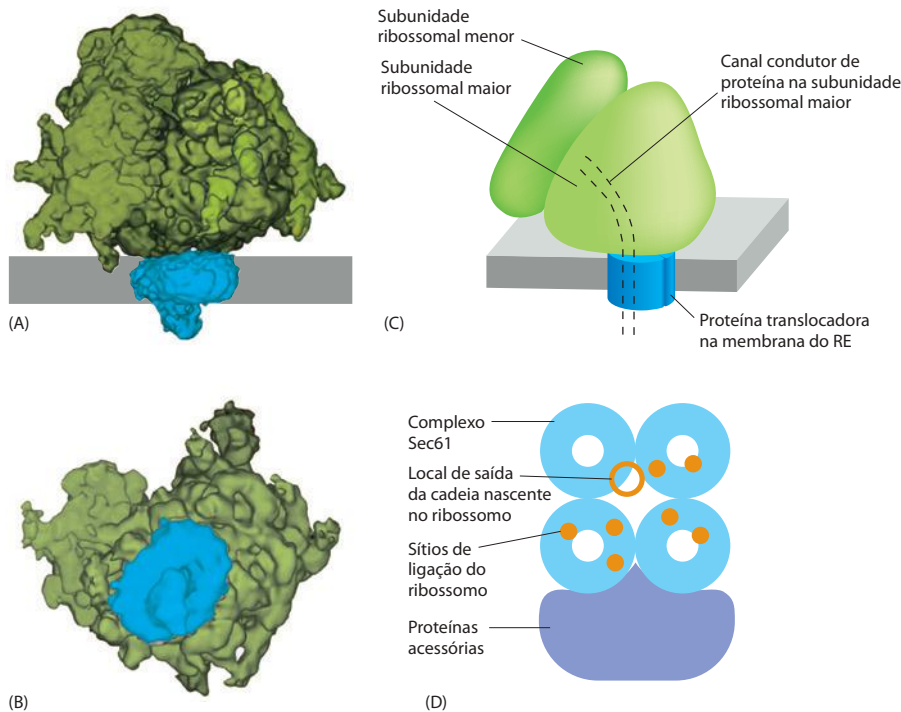 (A)
Subunidade
ribossomal menor
Subunidade
ribossomal maior
Canal condutor de
proteína na subunidade
ribossomal maior
(C)
Proteína translocadora
na membrana do RE
(B)
Complexo
Sec61
Local de saída
da cadeia nascente
no ribossomo
Sítios de
ligação do
ribossomo
Proteínas
acessórias
(D)